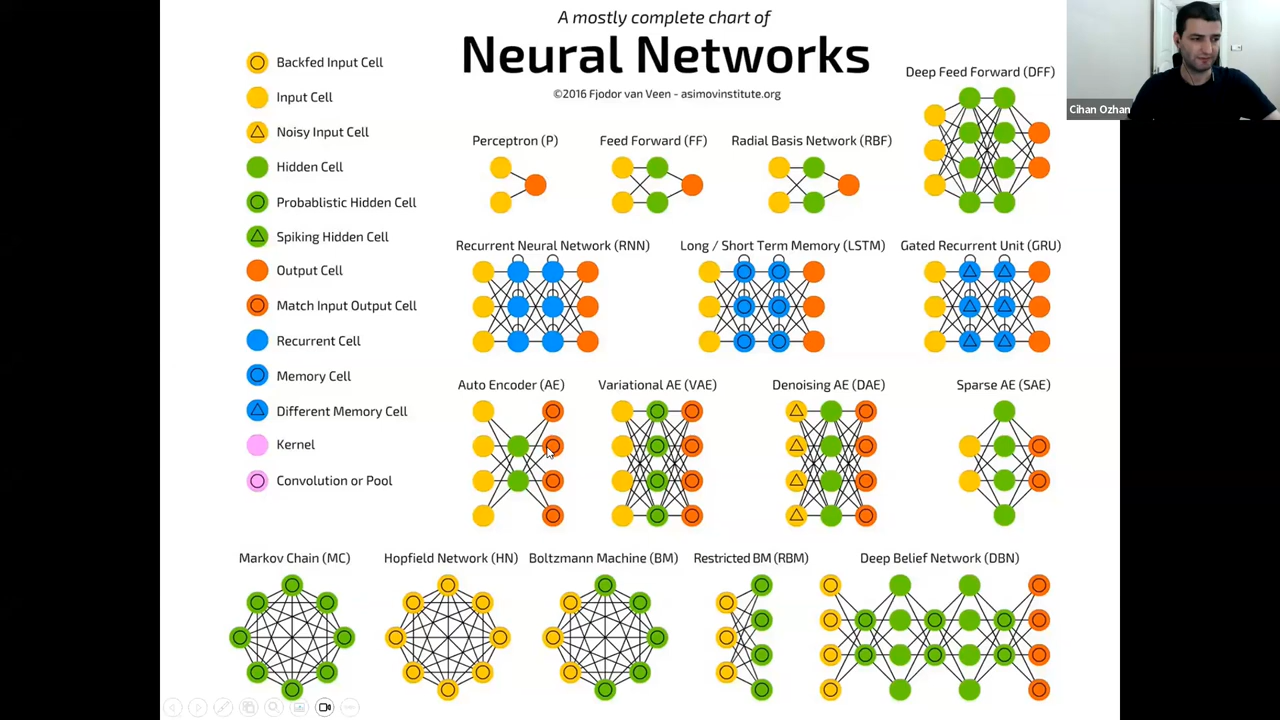 A mostly complete chart of
Neural Networks
©2016 Fjodor van Veen - asimovinstitute.org
Cihan Ozhan
Backfed Input Cell
Input Cell
Noisy Input Cell
Hidden Cell
Probablistic Hidden Cell
Spiking Hidden Cell
Output Cell
Match Input Output Cell
Recurrent Cell
Memory Cell
Different Memory Cell
Kernel
Convolution or Pool
Deep Feed Forward (DFF)
Perceptron (P)
Feed Forward (FF)
Radial Basis Network (RBF)
Recurrent Neural Network (RNN)
Long / Short Term Memory (LSTM)
Gated Recurrent Unit (GRU)
Auto Encoder (AE)
Variational AE (VAE)
Denoising AE (DAE)
Sparse AE (SAE)
Markov Chain (MC)
Hopfield Network (HN)
Boltzmann Machine (BM)
Restricted BM (RBM)
Deep Belief Network (DBN)